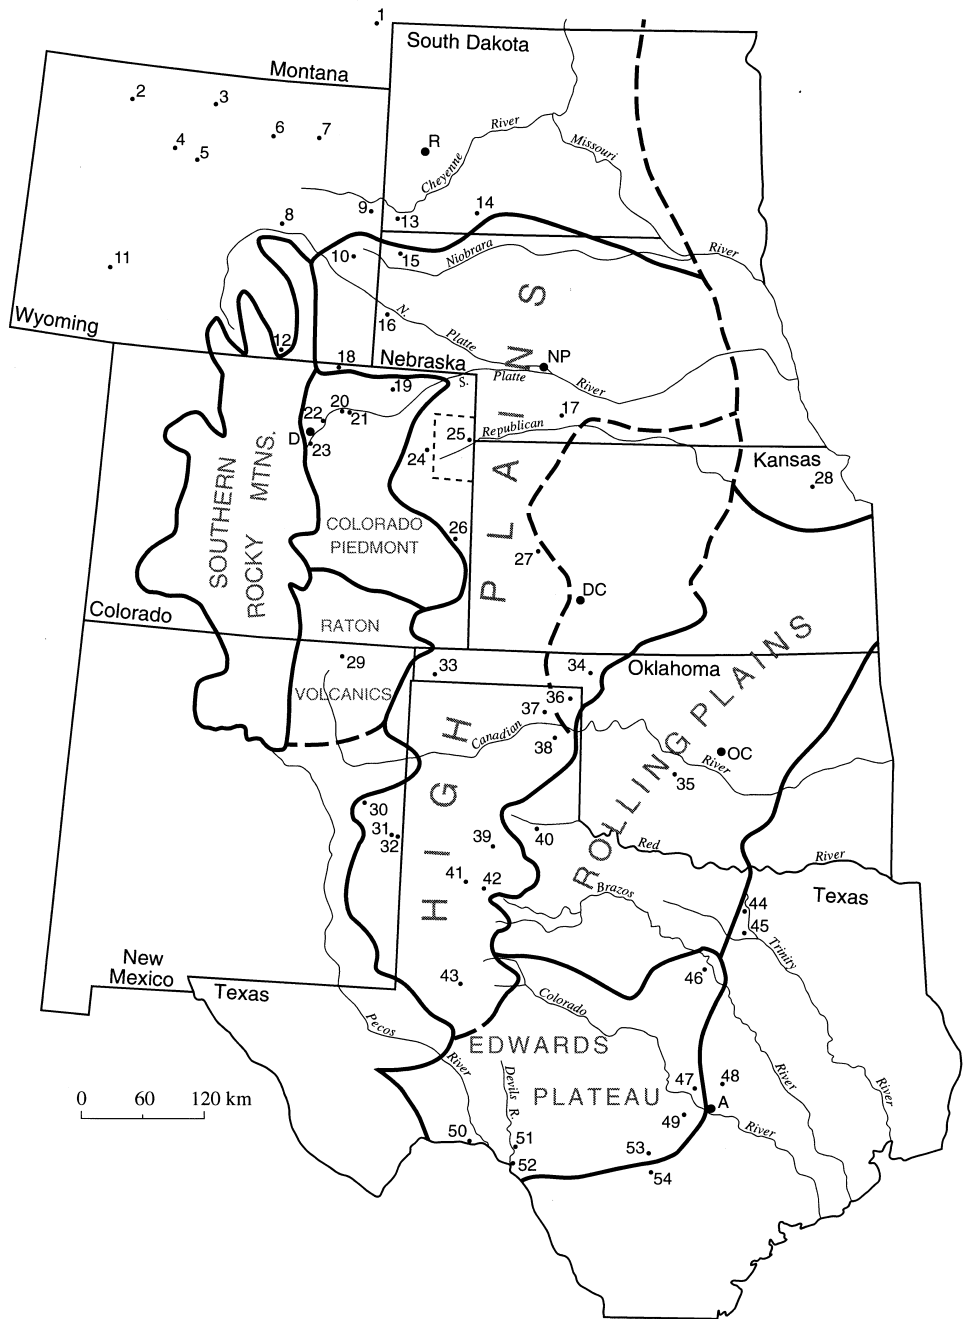 1
South Dakota
Montana
2
3
4
5
6
7
R
River
Missouri
Cheyenne
8
9
13
14
11
10
15
Niobrara
River
Wyoming
12
16
N.
Platte
NP
S
N
I
A
L
P
18
Nebraska
19
S.
Platte
River
20
21
22
D
23
17
Republican
25
24
Kansas
28
SOUTHERN
ROCKY MTNS.
COLORADO
PIEDMONT
26
27
DC
Colorado
RATON
29
VOLCANICS
33
34
Oklahoma
36
37
38
Canadian
River
OC
35
ROLLING PLAINS
H
G
I
H
30
31
32
39
40
41
42
Red
River
Brazos
Texas
44
45
Trinity
New
Mexico
Texas
43
46
Colorado
Pecos
River
EDWARDS
PLATEAU
Devils R.
47
48
A
49
River
River
River
0 60 120 km
50
51
52
53
54